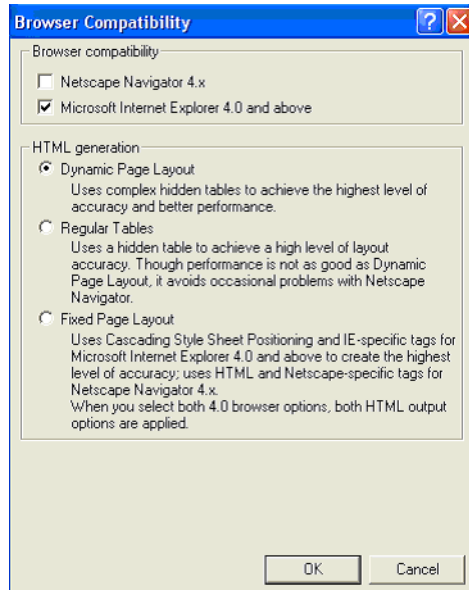 Browser Compatibility
Browser compatibility
Netscape Navigator 4.x
Microsoft Internet Explorer 4.0 and above
HTML generation
Dynamic Page Layout
Uses complex hidden tables to achieve the highest level of
accuracy and better performance.
Regular Tables
Uses a hidden table to achieve a high level of layout
accuracy. Though performance is not as good as Dynamic
Page Layout, it avoids occasional problems with Netscape
Navigator.
Fixed Page Layout
Uses Cascading Style Sheet Positioning and IE-specific tags for
Microsoft Internet Explorer 4.0 and above to create the highest
level of accuracy; uses HTML and Netscape-specific tags for
Netscape Navigator 4.x.
When you select both 4.0 browser options, both HTML output
options are applied.
OK Cancel